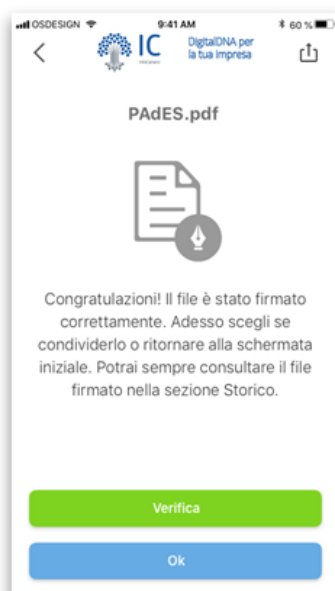 OSDESIGN 9:41 AM 60 %
IC
DigitalDNA per
la tua impresa
PAdES.pdf
Congratulazioni! Il file è stato firmato
correttamente. Adesso scegli se
condividerlo o ritornare alla schermata
iniziale. Potrai sempre consultare il file
firmato nella sezione Storico.
Verifica
Ok